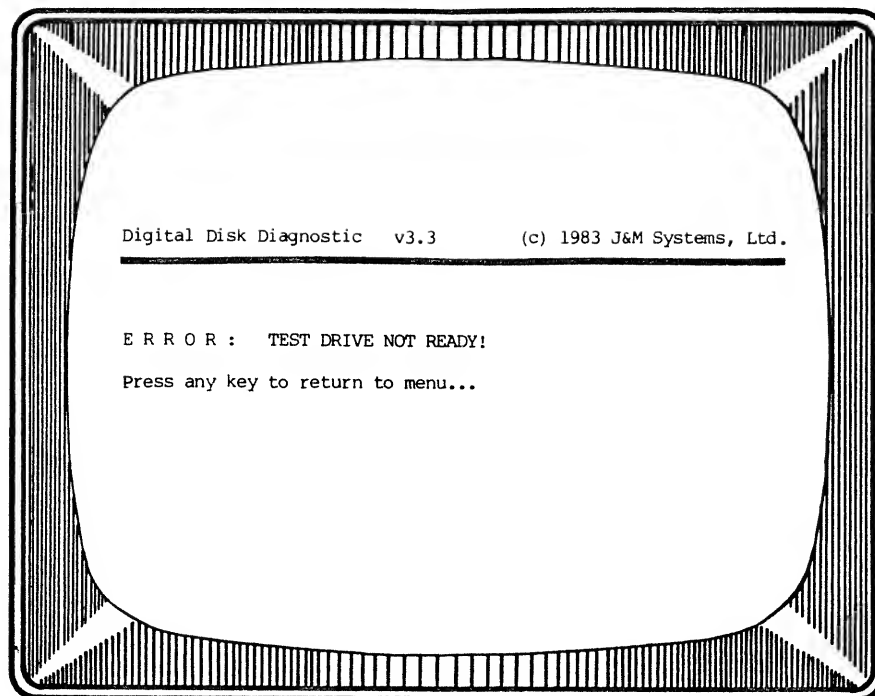 Digital Disk Diagnostic v3.3 (c) 1983 J&M Systems, Ltd.
E R R O R : TEST DRIVE NOT READY!
Press any key to return to menu...